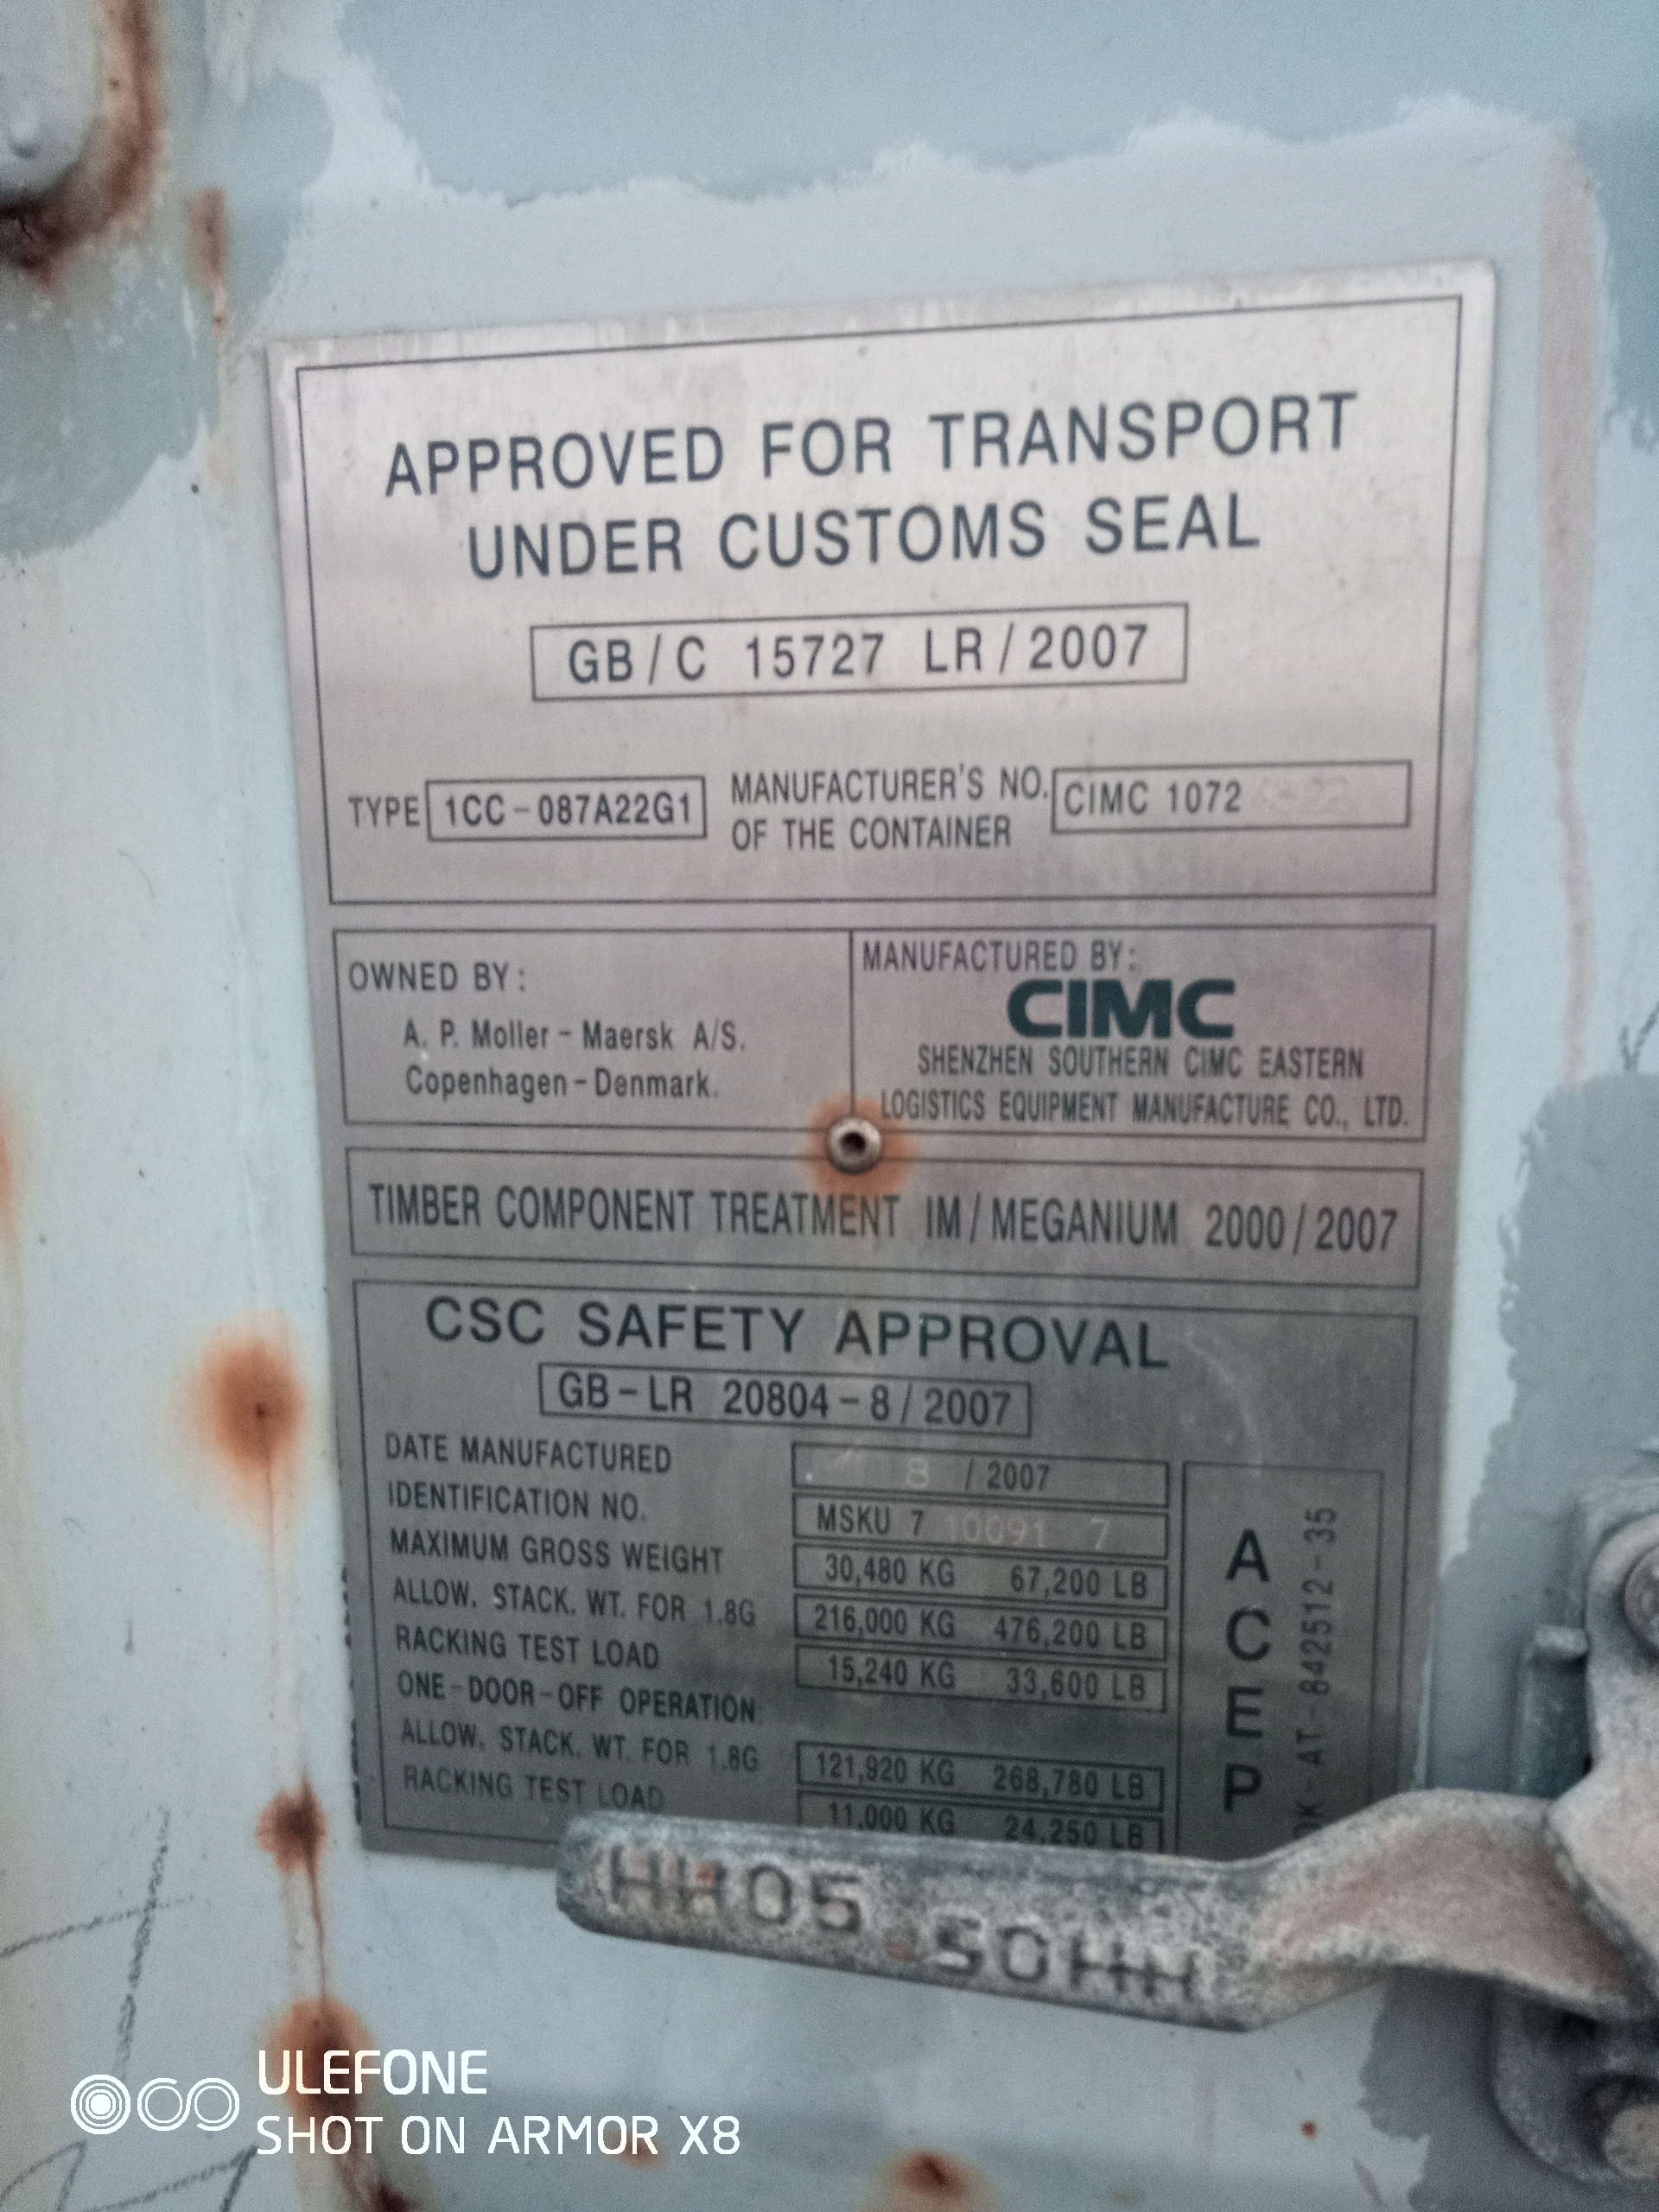 APPROVED FOR TRANSPORT
UNDER CUSTOMS SEAL
GB/C 15727 LR/2007
TYPE 1CC-087A22G1 MANUFACTURER'S NO. OF THE CONTAINER CIMC 1072
OWNED BY:
A. P. Moller - Maersk A/S.
Copenhagen - Denmark.
MANUFACTURED BY:
CIMC
SHENZHEN SOUTHERN CIMC EASTERN
LOGISTICS EQUIPMENT MANUFACTURE CO., LTD.
TIMBER COMPONENT TREATMENT IM/MEGANIUM 2000/2007
CSC SAFETY APPROVAL
GB-LR 20804-8/2007
DATE MANUFACTURED 8 / 2007
IDENTIFICATION NO. MSKU 7 10091 7
MAXIMUM GROSS WEIGHT 30,480 KG 67,200 LB
ALLOW. STACK. WT. FOR 1.8G 216,000 KG 476,200 LB
RACKING TEST LOAD 15,240 KG 33,600 LB
ONE-DOOR-OFF OPERATION
ALLOW. STACK. WT. FOR 1.8G 121,920 KG 268,780 LB
RACKING TEST LOAD 11,000 KG 24,250 LB
ACEP
DK-AT-842512-35
HH05
SOHH
ULEFONE
SHOT ON ARMOR X8